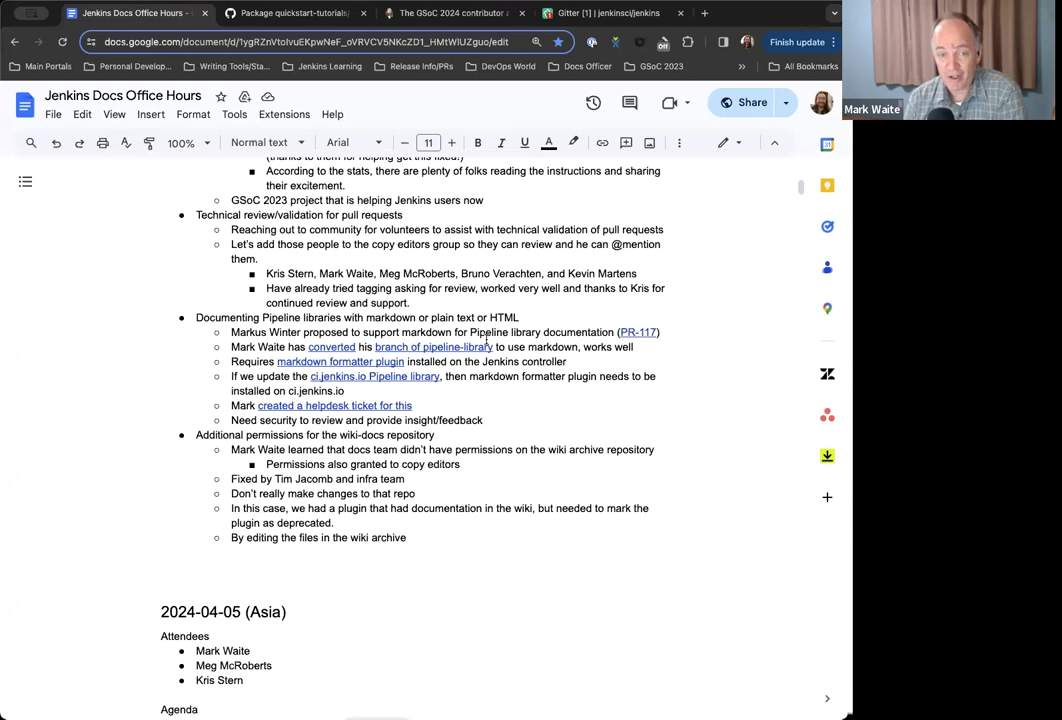 Jenkins Docs Office Hours -
Package quickstart-tutorials/
The GSoC 2024 contributor a
Gitter [1] | jenkinsci/jenkins
docs.google.com/document/d/1ygRZnVtoIvuEKpwNeF_oVRVCV5NKcZD1_HMtWlUZguo/edit
Off
Finish update
Main Portals
Personal Develop...
Writing Tools/Sta...
Jenkins Learning
Release Info/PRs
DevOps World
Docs Officer
GSoC 2023
All Bookmarks
Mark Waite
Jenkins Docs Office Hours
File Edit View Insert Format Tools Extensions Help
Share
100% Normal text Arial 11 B I U A
(thanks to them for helping get this fixed!)
According to the stats, there are plenty of folks reading the instructions and sharing
their excitement.
GSoC 2023 project that is helping Jenkins users now
Technical review/validation for pull requests
Reaching out to community for volunteers to assist with technical validation of pull requests
Let's add those people to the copy editors group so they can review and he can @mention
them.
Kris Stern, Mark Waite, Meg McRoberts, Bruno Verachten, and Kevin Martens
Have already tried tagging asking for review, worked very well and thanks to Kris for
continued review and support.
Documenting Pipeline libraries with markdown or plain text or HTML
Markus Winter proposed to support markdown for Pipeline library documentation (PR-117)
Mark Waite has converted his branch of pipeline-library to use markdown, works well
Requires markdown formatter plugin installed on the Jenkins controller
If we update the ci.jenkins.io Pipeline library, then markdown formatter plugin needs to be
installed on ci.jenkins.io
Mark created a helpdesk ticket for this
Need security to review and provide insight/feedback
Additional permissions for the wiki-docs repository
Mark Waite learned that docs team didn't have permissions on the wiki archive repository
Permissions also granted to copy editors
Fixed by Tim Jacomb and infra team
Don't really make changes to that repo
In this case, we had a plugin that had documentation in the wiki, but needed to mark the
plugin as deprecated.
By editing the files in the wiki archive
2024-04-05 (Asia)
Attendees
Mark Waite
Meg McRoberts
Kris Stern
Agenda